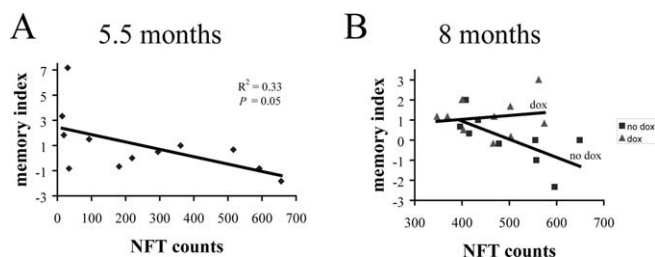 A 5.5 months
memory index
7
5
3
1
-1
-3
R² = 0.33
P = 0.05
0 100 200 300 400 500 600 700
NFT counts
B 8 months
memory index
3
2
1
0
-1
-2
-3
dox
no dox
300 400 500 600 700
NFT counts
no dox
dox